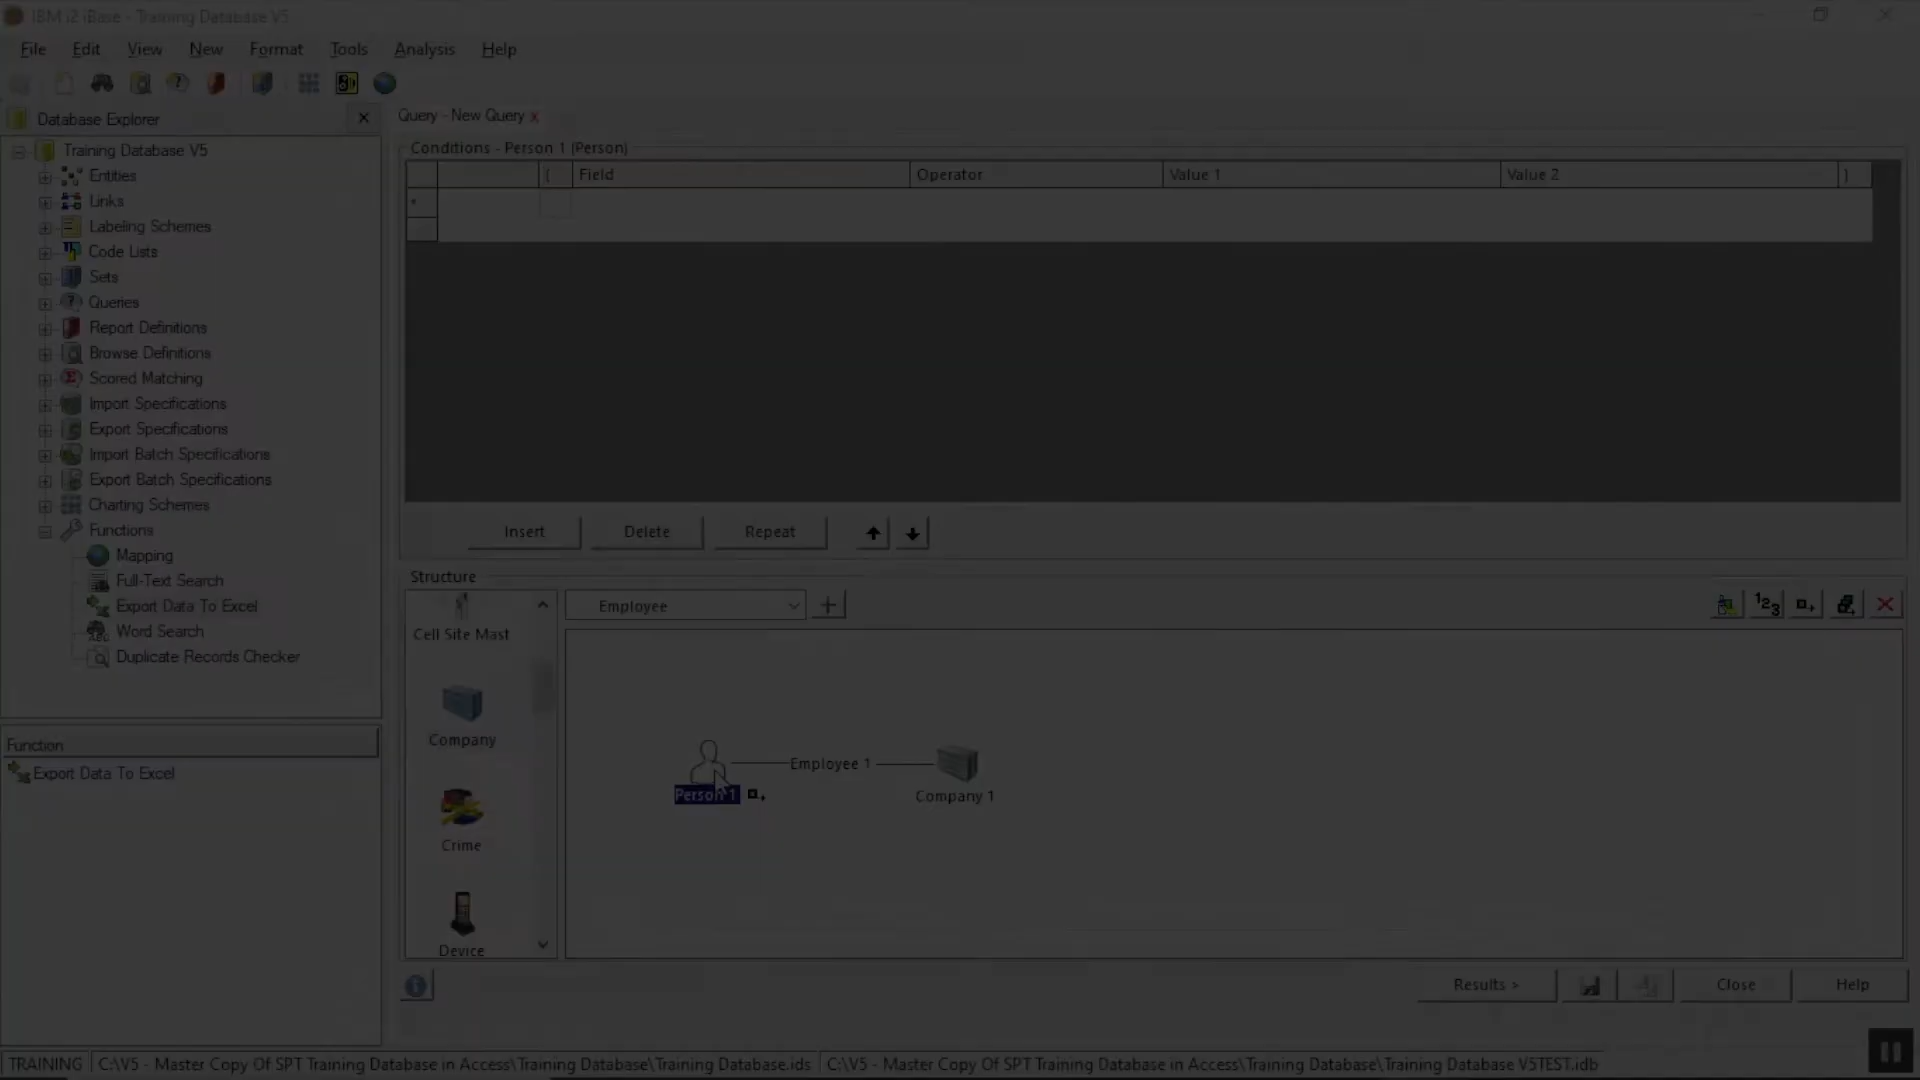 IBM i2 iBase - Training Database V5
File Edit View New Format Tools Analysis Help
Database Explorer
Training Database V5
Entities
Links
Labeling Schemes
Code Lists
Sets
Queries
Report Definitions
Browse Definitions
Scored Matching
Import Specifications
Export Specifications
Import Batch Specifications
Export Batch Specifications
Charting Schemes
Functions
Mapping
Full-Text Search
Export Data To Excel
Word Search
Duplicate Records Checker
Function
Export Data To Excel
Query - New Query x
Conditions - Person 1 (Person)
( Field Operator Value 1 Value 2 )
*
Insert Delete Repeat
Structure
Cell Site Mast
Company
Crime
Device
Employee
123
Person 1
Employee 1
Company 1
Results > Close Help
TRAINING C:\V5 - Master Copy Of SPT Training Database in Access\Training Database\Training Database.ids C:\V5 - Master Copy Of SPT Training Database in Access\Training Database\Training Database V5TEST.idb